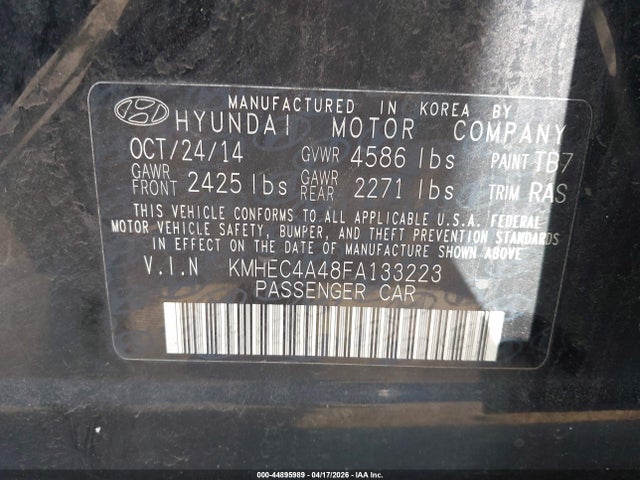 MANUFACTURED IN KOREA BY
HYUNDAI MOTOR COMPANY
OCT/24/14 GVWR 4586 lbs PAINT TB7
GAWR FRONT 2425 lbs GAWR REAR 2271 lbs TRIM RAS
THIS VEHICLE CONFORMS TO ALL APPLICABLE U.S.A. FEDERAL
MOTOR VEHICLE SAFETY, BUMPER, AND THEFT PREVENTION STANDARDS
IN EFFECT ON THE DATE OF MANUFACTURE SHOWN ABOVE.
V.I.N KMHEC4A48FA133223
PASSENGER CAR
000-44895989 - 04/17/2026 - IAA Inc.